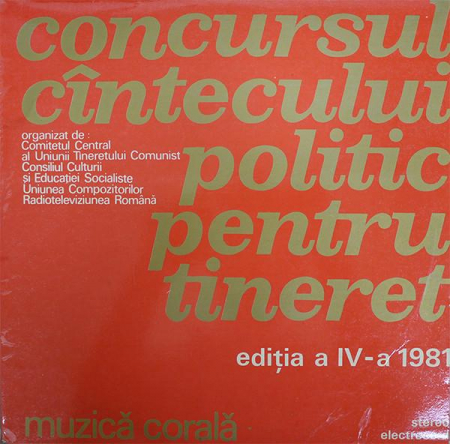 concursul
cîntecului
politic
pentru
tineret
organizat de :
Comitetul Central
al Uniunii Tineretului Comunist
Consiliul Culturii
și Educației Socialiste
Uniunea Compozitorilor
Radioteleviziunea Română
ediția a IV-a 1981
muzică corală
stereo